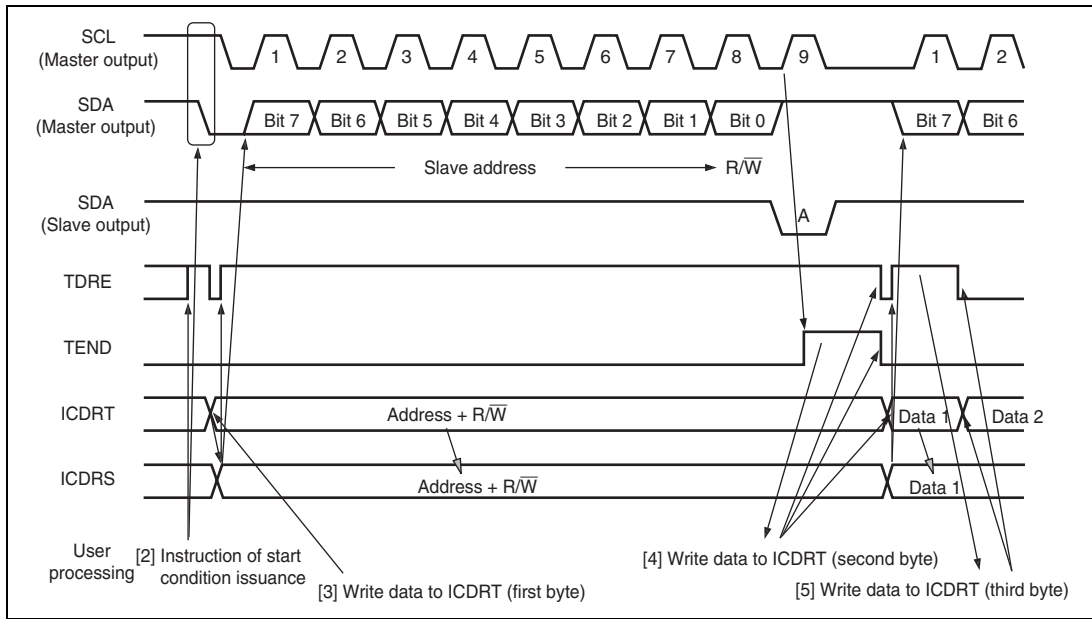 SCL
(Master output)
1 2 3 4 5 6 7 8 9 1 2
SDA
(Master output)
Bit 7 Bit 6 Bit 5 Bit 4 Bit 3 Bit 2 Bit 1 Bit 0 Bit 7 Bit 6
Slave address R/W̅
SDA
(Slave output)
A
TDRE
TEND
ICDRT
Address + R/W̅ Data 1 Data 2
ICDRS
Address + R/W̅ Data 1
User
processing
[2] Instruction of start
condition issuance
[3] Write data to ICDRT (first byte)
[4] Write data to ICDRT (second byte)
[5] Write data to ICDRT (third byte)